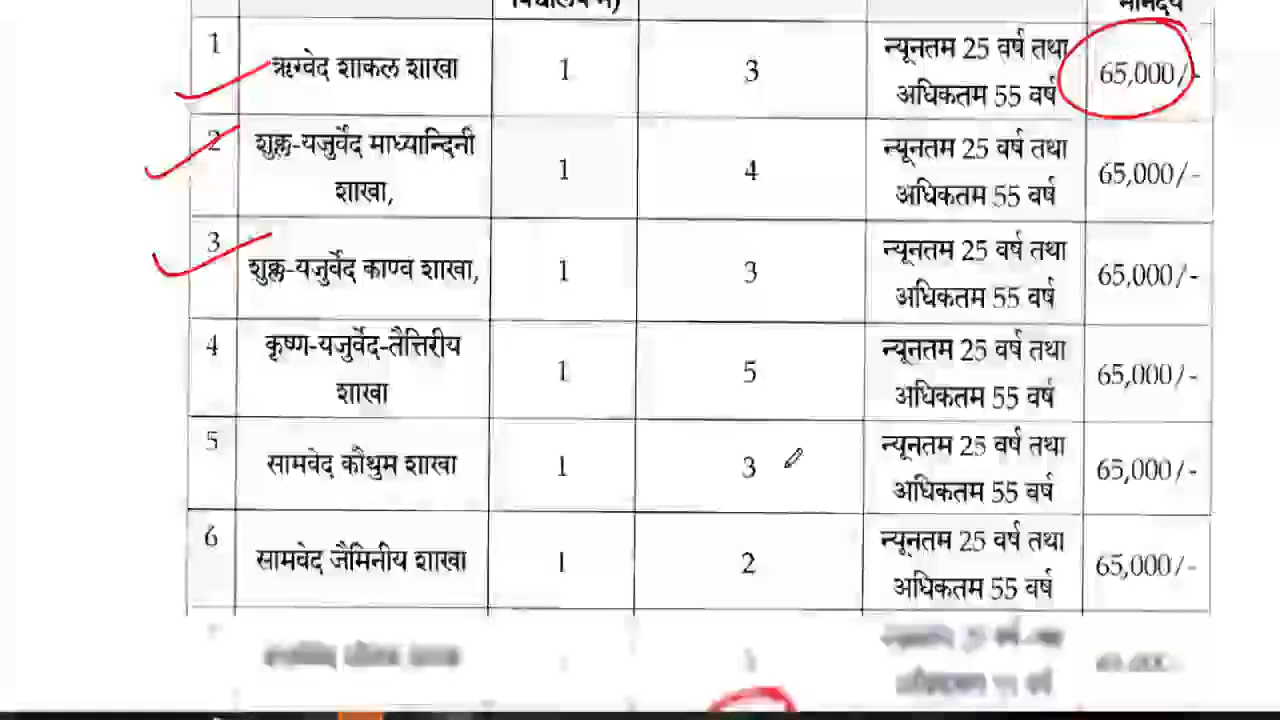 1
ऋग्वेद शाकल शाखा
1
3
न्यूनतम 25 वर्ष तथा
अधिकतम 55 वर्ष
65,000/-
2
शुक्ल-यजुर्वेद माध्यान्दिनी
शाखा,
1
4
न्यूनतम 25 वर्ष तथा
अधिकतम 55 वर्ष
65,000/-
3
शुक्ल-यजुर्वेद काण्व शाखा,
1
3
न्यूनतम 25 वर्ष तथा
अधिकतम 55 वर्ष
65,000/-
4
कृष्ण-यजुर्वेद-तैत्तिरीय
शाखा
1
5
न्यूनतम 25 वर्ष तथा
अधिकतम 55 वर्ष
65,000/-
5
सामवेद कौथुम शाखा
1
3
न्यूनतम 25 वर्ष तथा
अधिकतम 55 वर्ष
65,000/-
6
सामवेद जैमिनीय शाखा
1
2
न्यूनतम 25 वर्ष तथा
अधिकतम 55 वर्ष
65,000/-